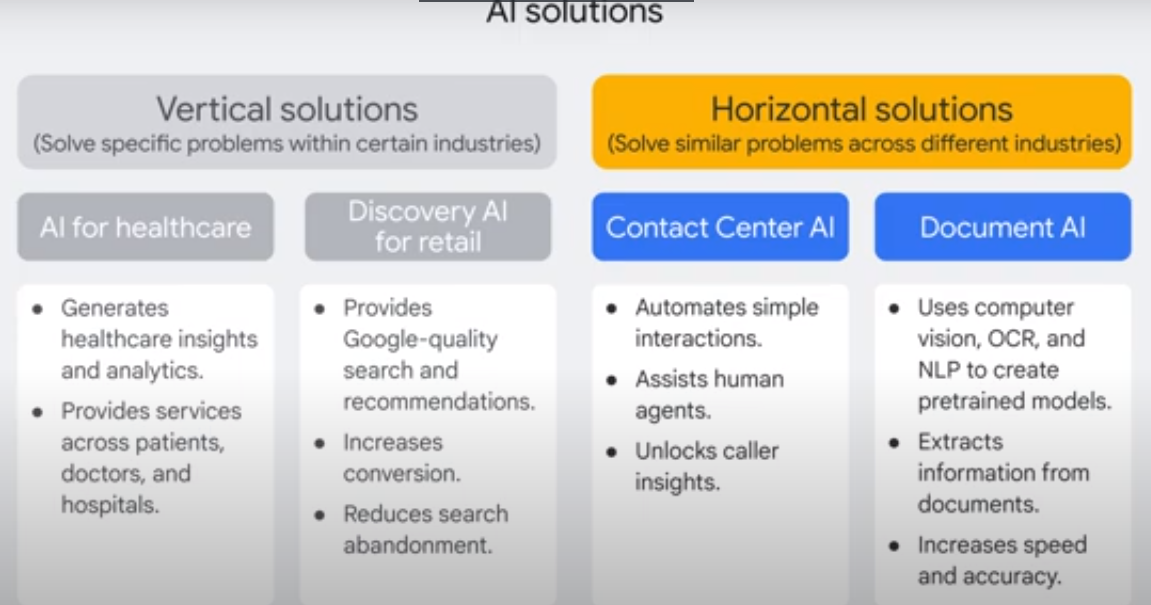 AI solutions
Vertical solutions
(Solve specific problems within certain industries)
Horizontal solutions
(Solve similar problems across different industries)
AI for healthcare
Discovery AI
for retail
Contact Center AI
Document AI
• Generates
healthcare insights
and analytics.
• Provides services
across patients,
doctors, and
hospitals.
• Provides
Google-quality
search and
recommendations.
• Increases
conversion.
• Reduces search
abandonment.
• Automates simple
interactions.
• Assists human
agents.
• Unlocks caller
insights.
• Uses computer
vision, OCR, and
NLP to create
pretrained models.
• Extracts
information from
documents.
• Increases speed
and accuracy.